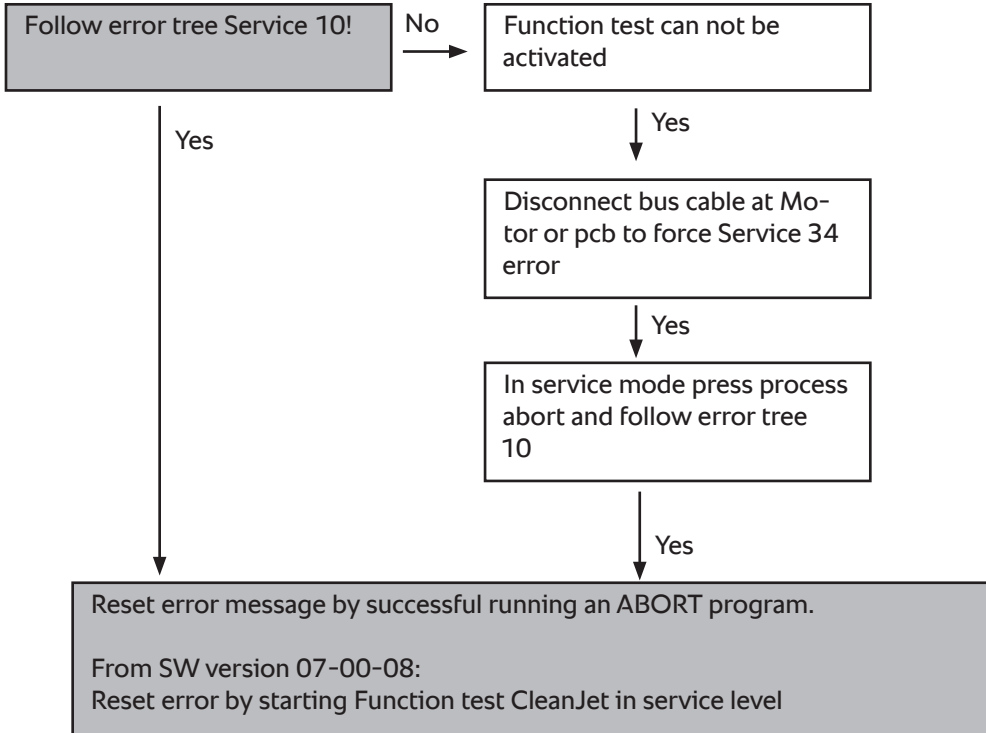 Follow error tree Service 10!
No
Function test can not be
activated
Yes
Yes
Disconnect bus cable at Mo-
tor or pcb to force Service 34
error
Yes
In service mode press process
abort and follow error tree
10
Yes
Reset error message by successful running an ABORT program.
From SW version 07-00-08:
Reset error by starting Function test CleanJet in service level